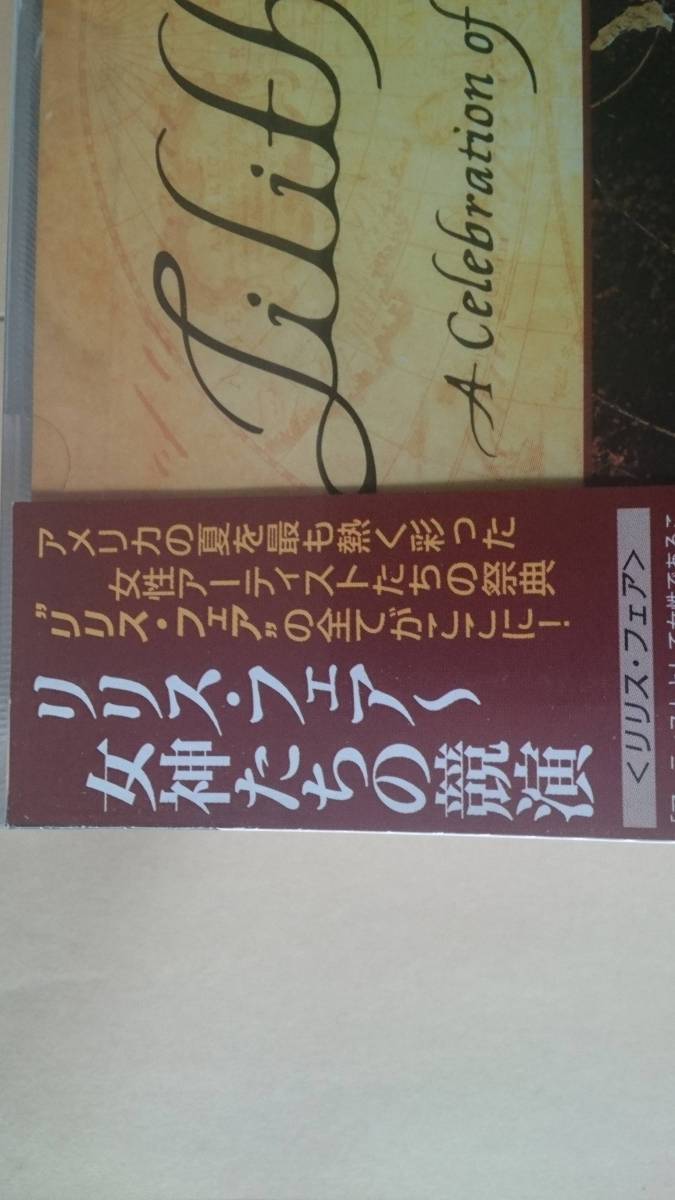 Lilith
A Celebration of
アメリカの夏を最も熱く彩った
女性アーティストたちの祭典
"リリス・フェア"の全てがここに!
リリス・フェア〜
女神たちの競演
＜リリス・フェア＞